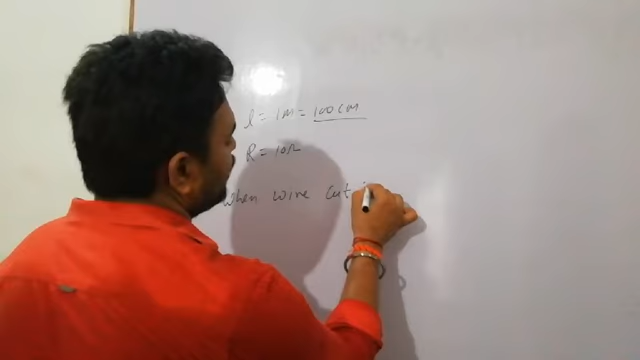 l = 1m = 100cm
R = 10Ω
when wire cut i